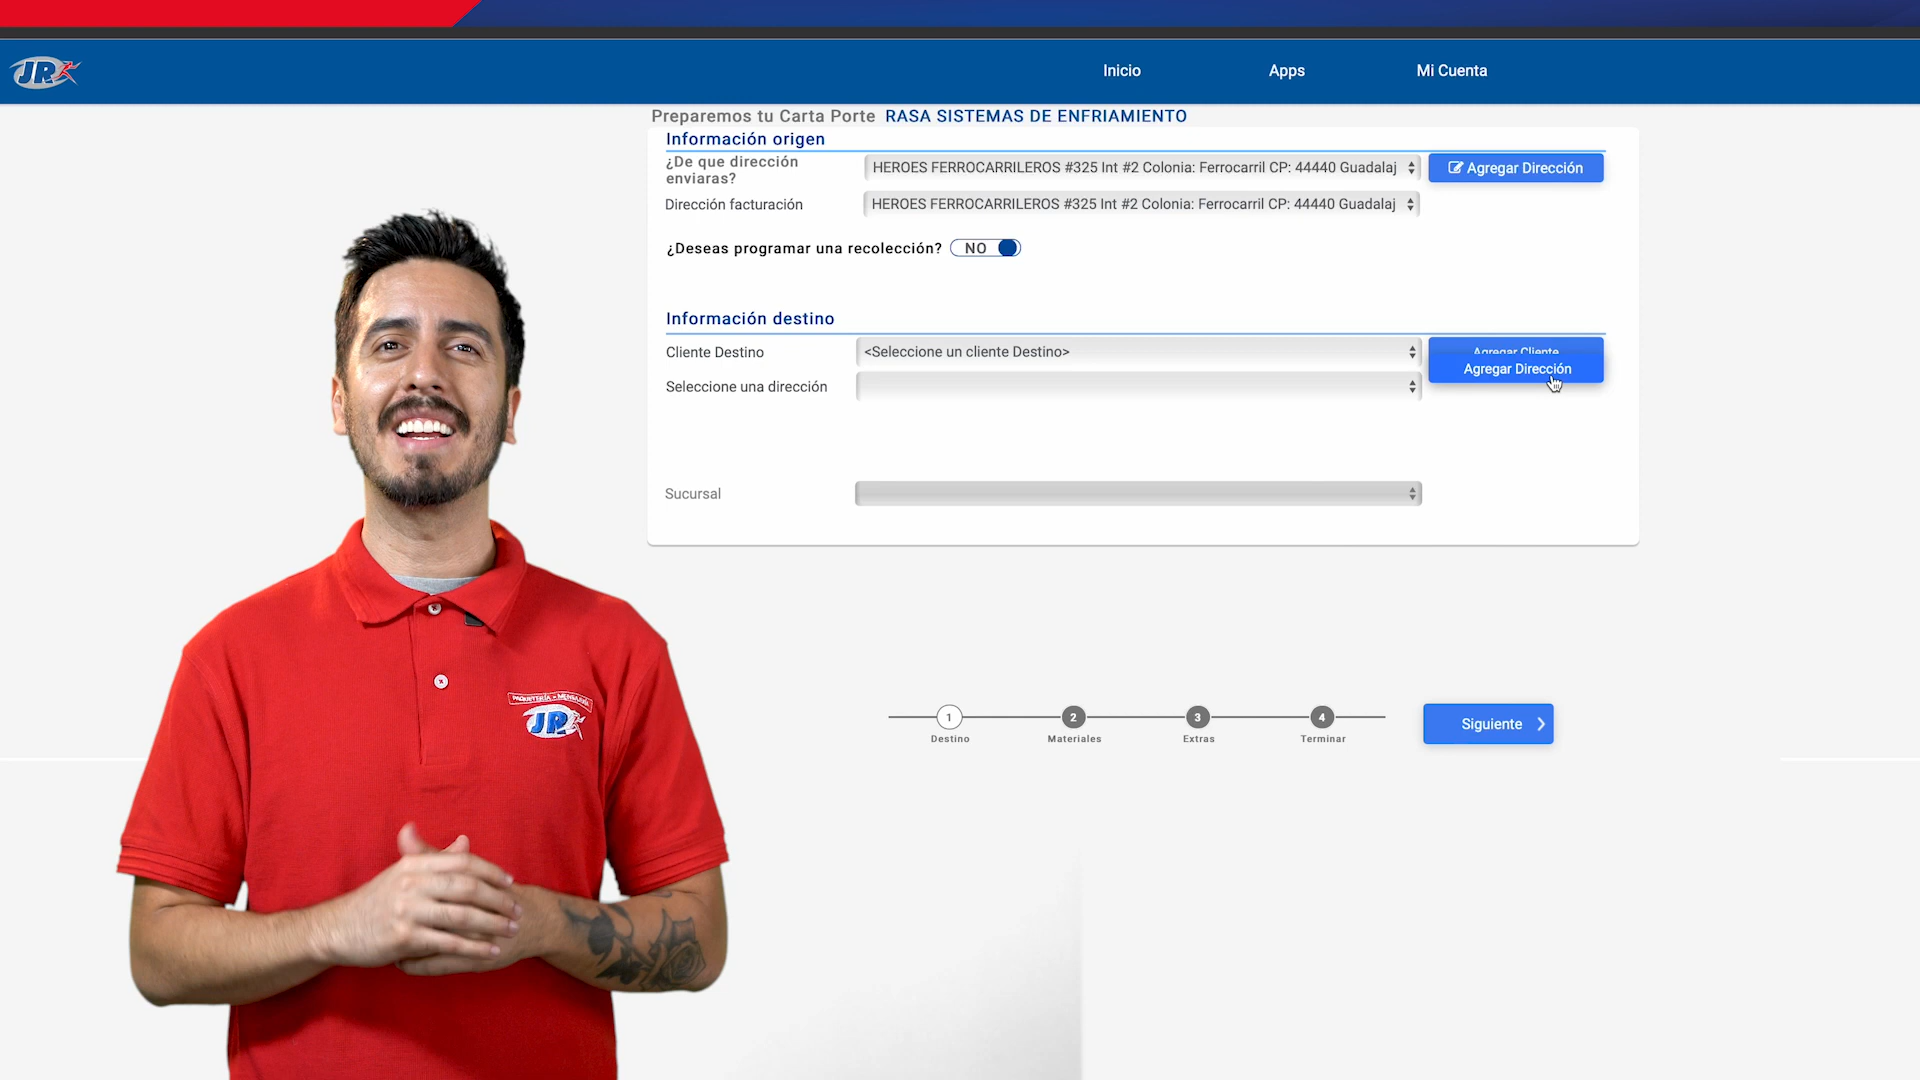 JR
Inicio
Apps
Mi Cuenta
Preparemos tu Carta Porte RASA SISTEMAS DE ENFRIAMIENTO
Información origen
¿De que dirección
enviaras?
HEROES FERROCARRILEROS #325 Int #2 Colonia: Ferrocarril CP: 44440 Guadalaj
Agregar Dirección
Dirección facturación
HEROES FERROCARRILEROS #325 Int #2 Colonia: Ferrocarril CP: 44440 Guadalaj
¿Deseas programar una recolección? NO
Información destino
Cliente Destino
<Seleccione un cliente Destino>
Agregar Cliente
Agregar Dirección
Seleccione una dirección
Sucursal
PAQUETERÍA - MENSAJERÍA
JR
1
2
3
4
Destino
Materiales
Extras
Terminar
Siguiente